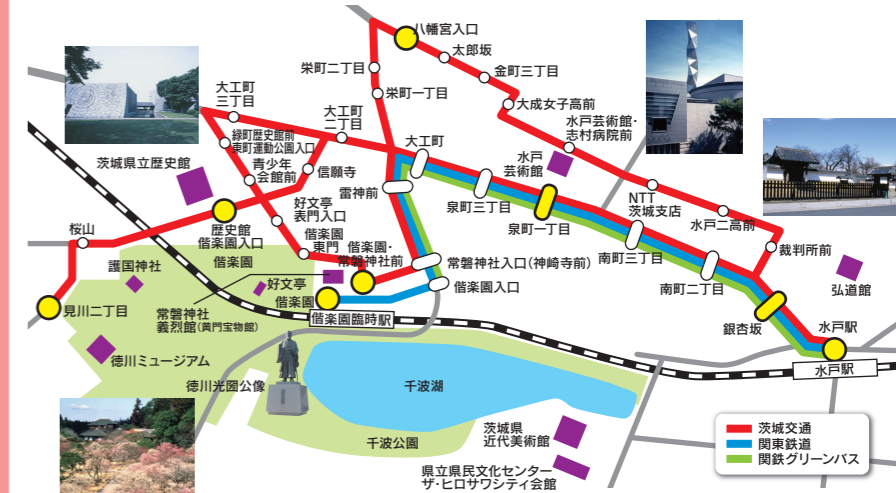 八幡宮入口
太郎坂
金町三丁目
大成女子高前
水戸芸術館・
志村病院前
栄町二丁目
栄町一丁目
大工町
三丁目
大工町
二丁目
大工町
緑町歴史館前
東町運動公園入口
青少年
会館前
信願寺
雷神前
水戸
芸術館
NTT
茨城支店
水戸二高前
裁判所前
弘道館
茨城県立歴史館
泉町三丁目
泉町一丁目
南町三丁目
南町二丁目
銀杏坂
水戸駅
水戸駅
好文亭
表門入口
歴史館
偕楽園入口
偕楽園
東門
偕楽園・
常磐神社前
常磐神社入口(神崎寺前)
偕楽園入口
桜山
護国神社
偕楽園
好文亭
偕楽園
見川二丁目
常磐神社
義烈館(黄門宝物館)
偕楽園臨時駅
徳川ミュージアム
徳川光圀公像
千波湖
千波公園
茨城県
近代美術館
県立県民文化センター
ザ・ヒロサワシティ会館
茨城交通
関東鉄道
関鉄グリーンバス